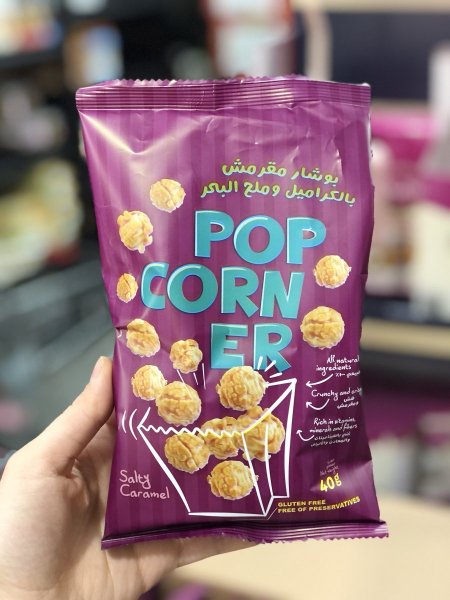 بوشار مقرمش
بالكراميل وملح البحر
POP
CORN
ER
All natural
ingredients
Crunchy and crispy
Rich in vitamins,
minerals and fibers
Salty
Caramel
40g
GLUTEN FREE
FREE OF PRESERVATIVES